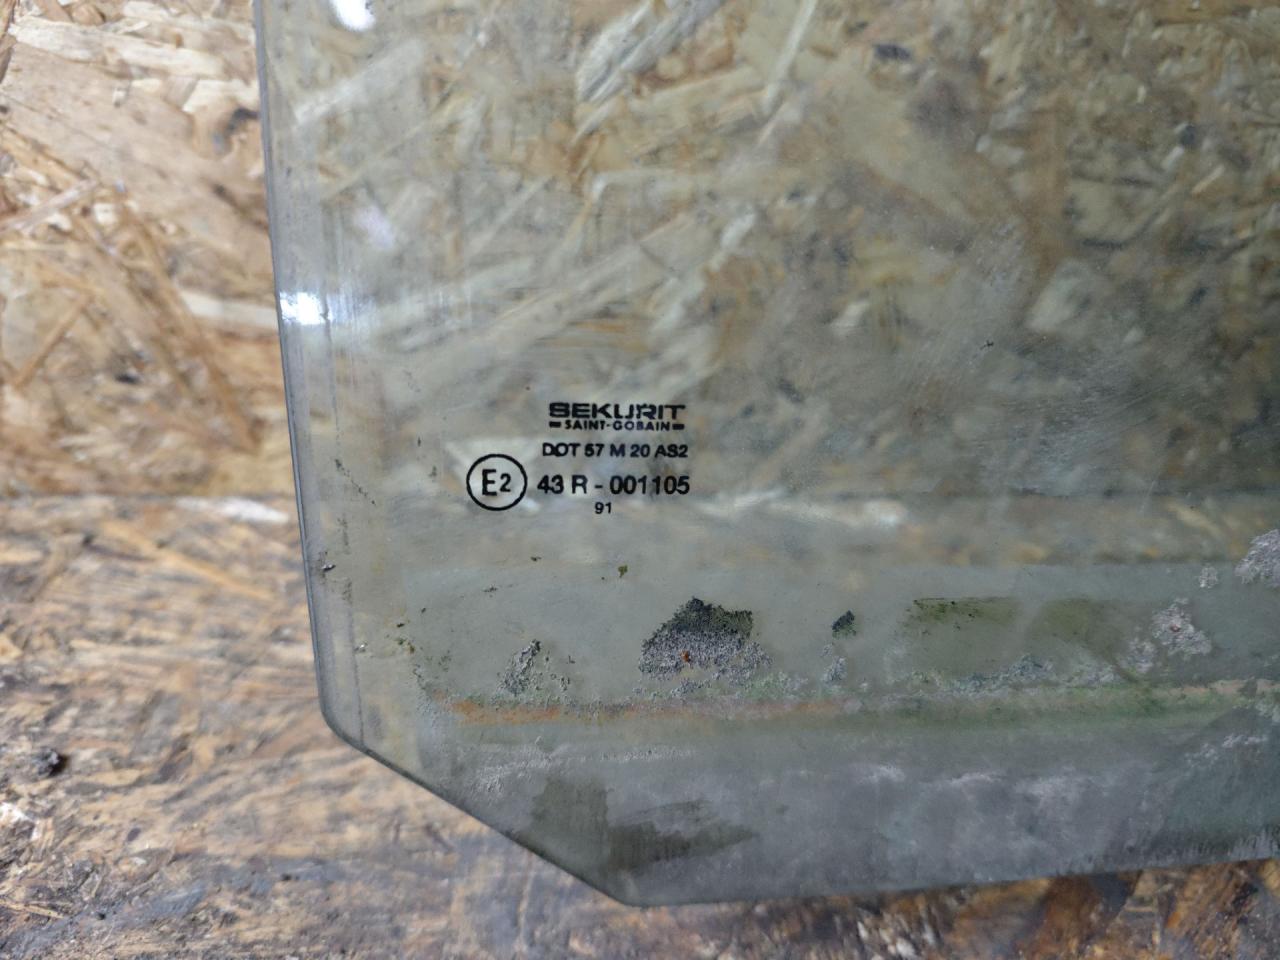 SEKURIT
SAINT-GOBAIN
DOT 57 M 20 AS2
E2 43 R - 001105
91